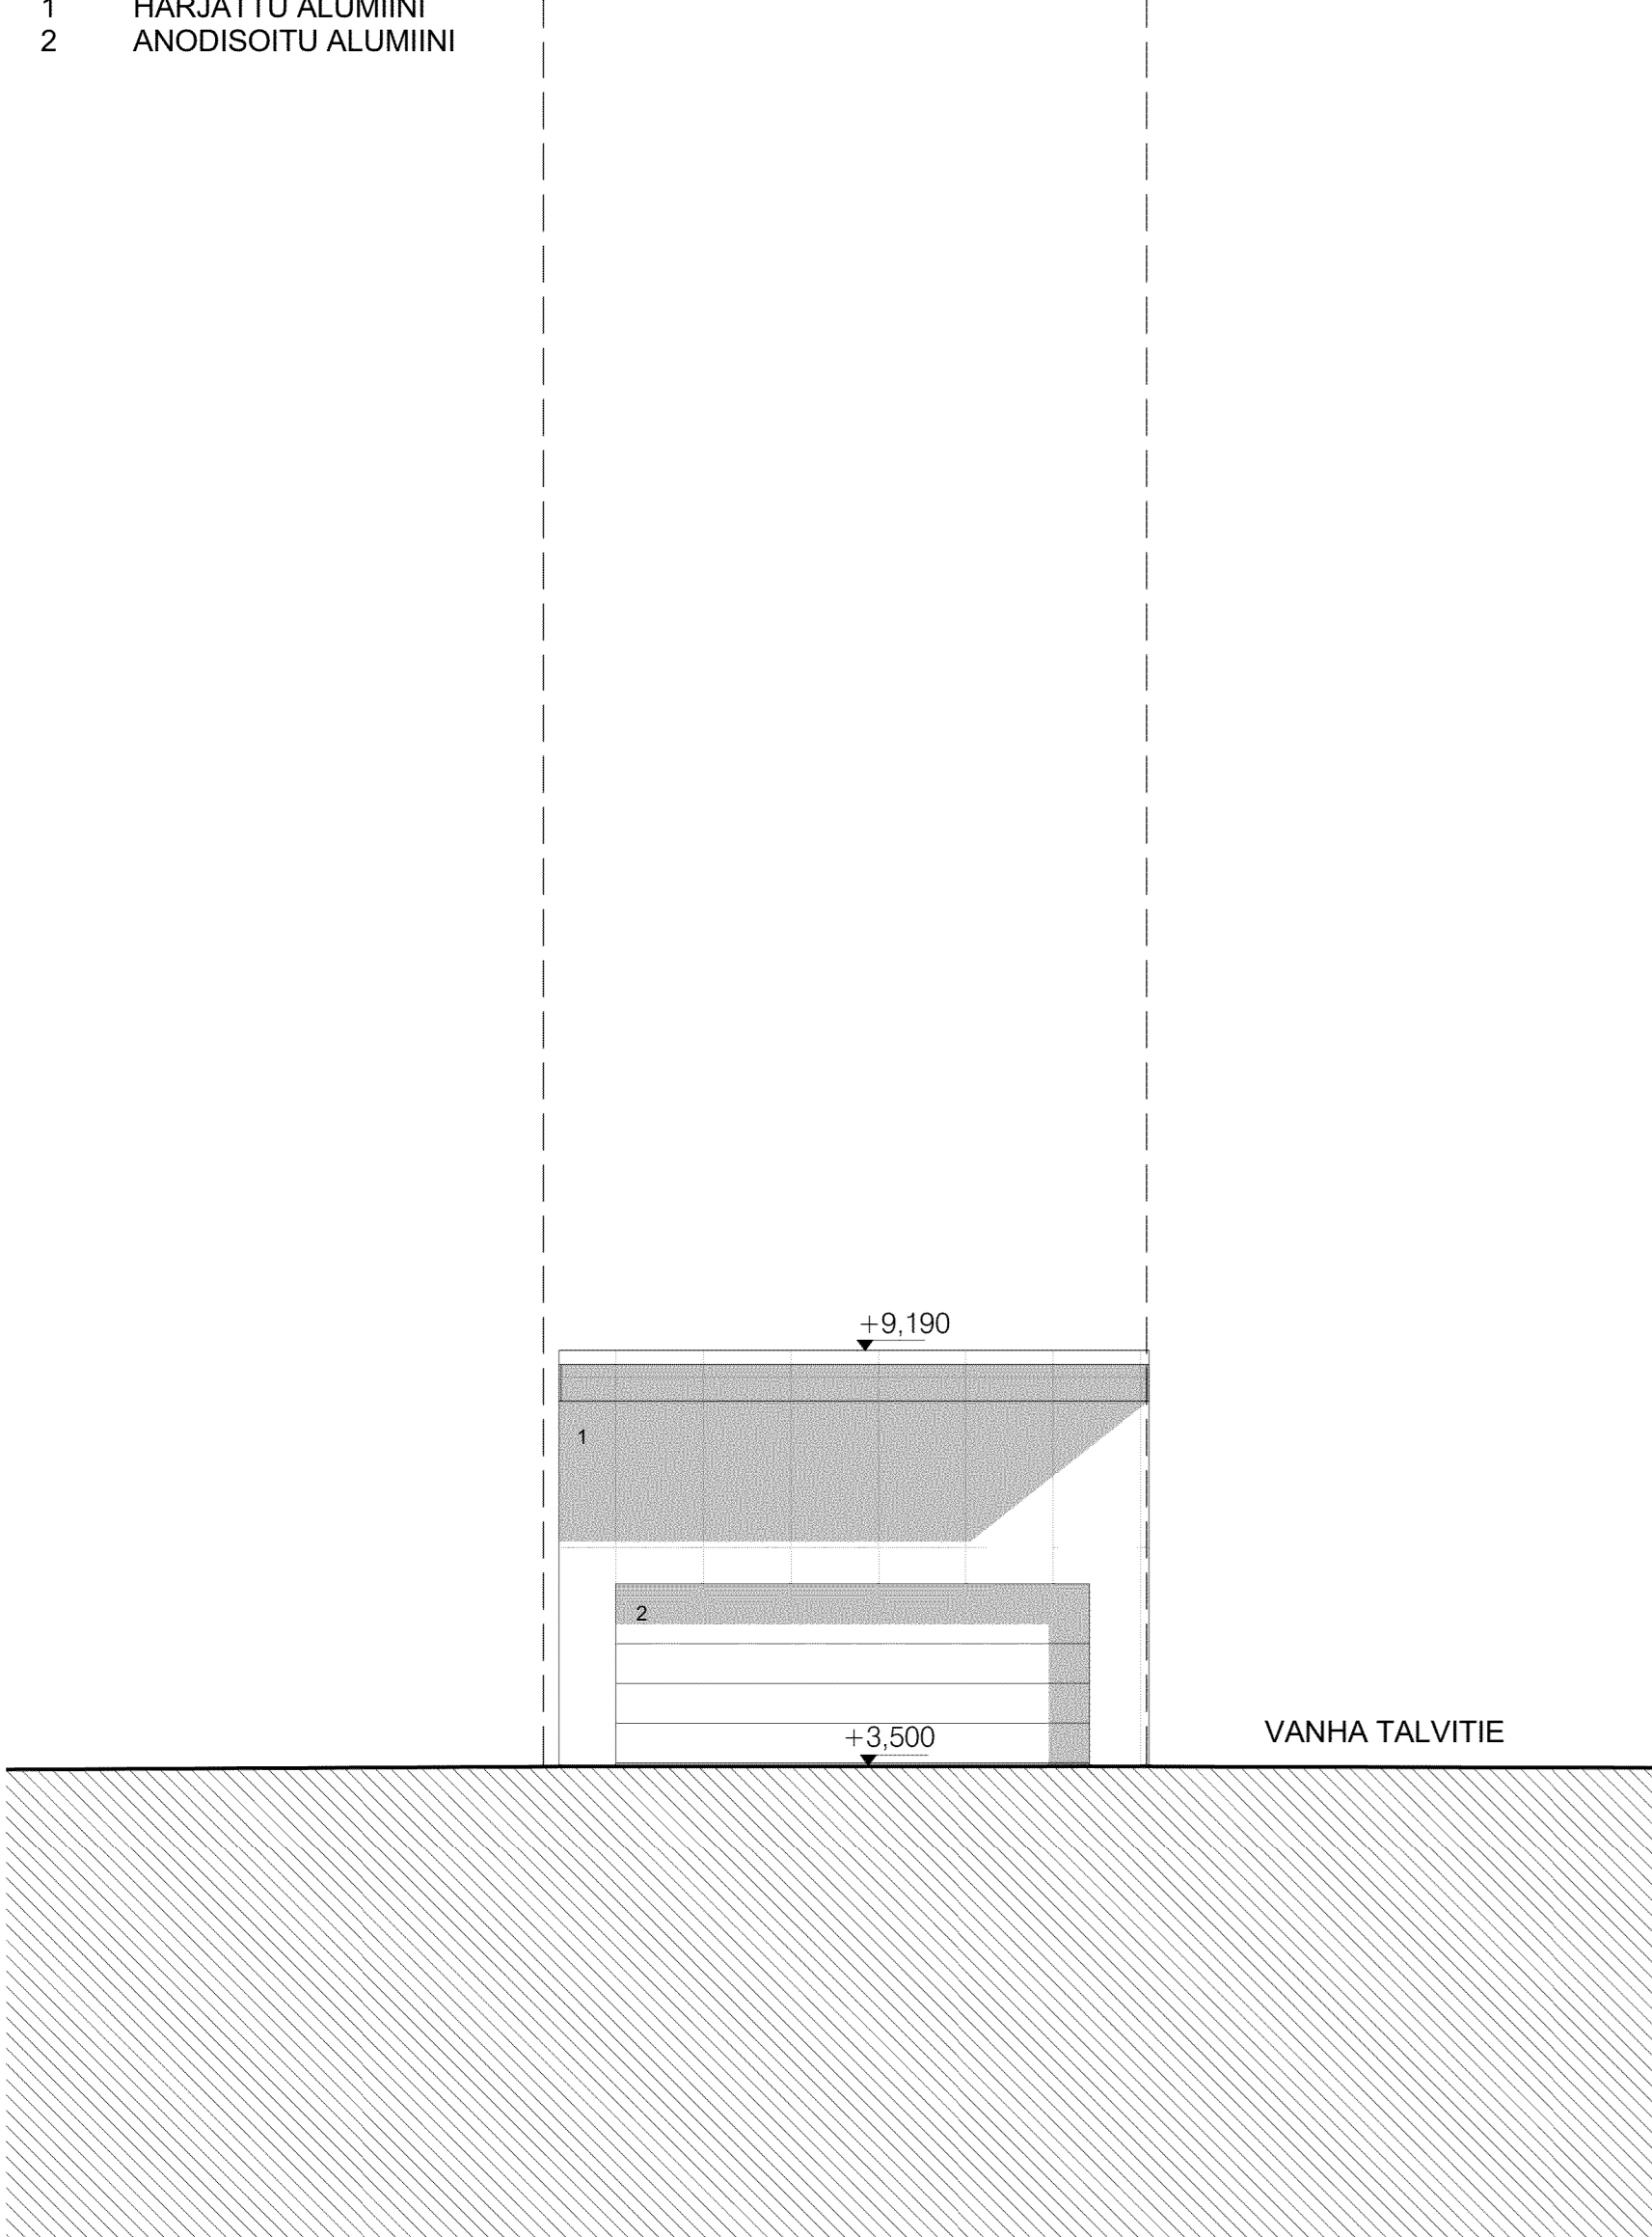 1 HARJATTU ALUMIINI
2 ANODISOITU ALUMIINI
+9,190
1
2
+3,500
VANHA TALVITIE